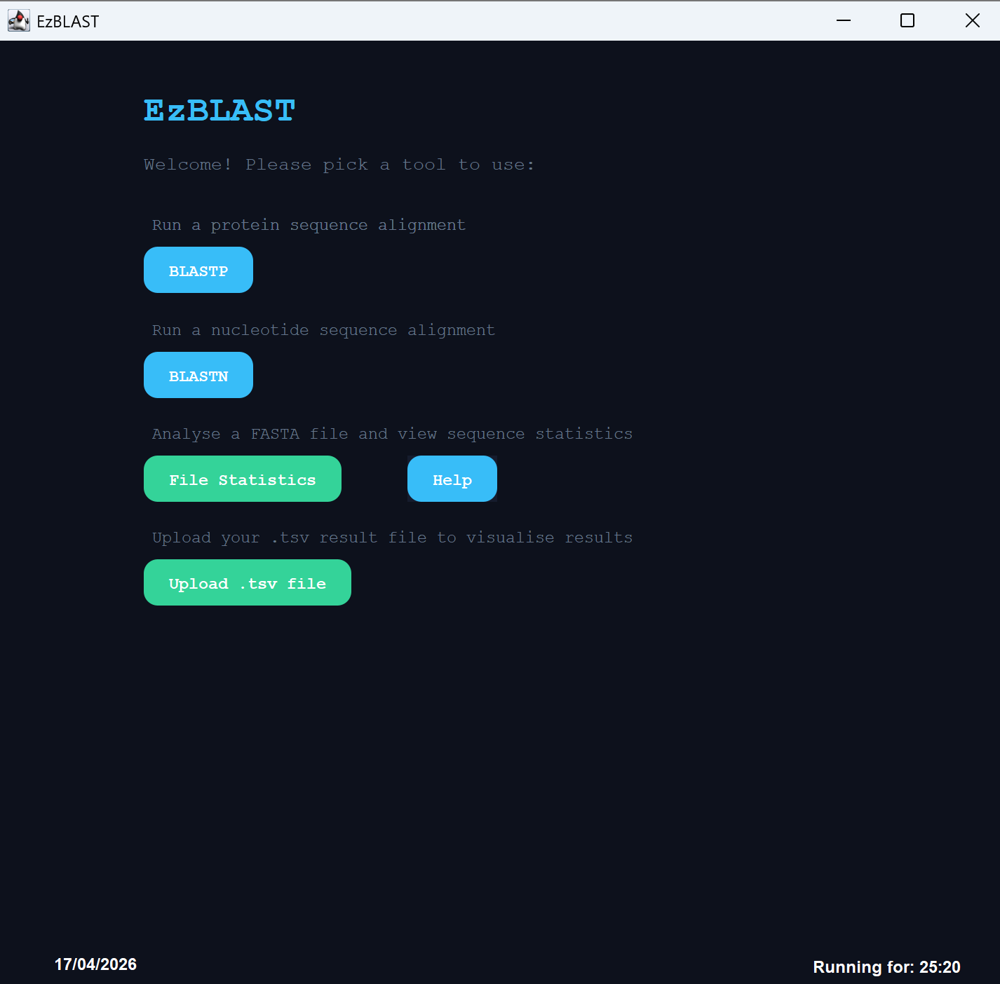 EzBLAST
EzBLAST
Welcome! Please pick a tool to use:
Run a protein sequence alignment
BLASTP
Run a nucleotide sequence alignment
BLASTN
Analyse a FASTA file and view sequence statistics
File Statistics
Help
Upload your .tsv result file to visualise results
Upload .tsv file
17/04/2026
Running for: 25:20